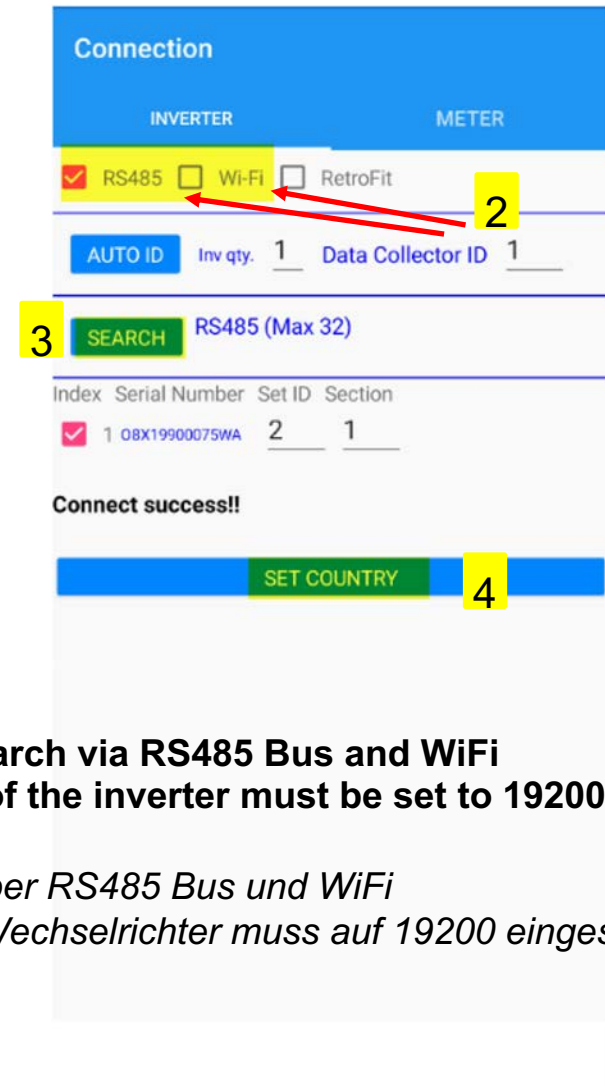 Connection
INVERTER METER
RS485 Wi-Fi RetroFit
2
AUTO ID Inv qty. 1 Data Collector ID 1
3 SEARCH RS485 (Max 32)
Index Serial Number Set ID Section
1 O8X19900075WA 2 1
Connect success!!
SET COUNTRY 4
arch via RS485 Bus and WiFi
of the inverter must be set to 19200
er RS485 Bus und WiFi
Wechselrichter muss auf 19200 einges